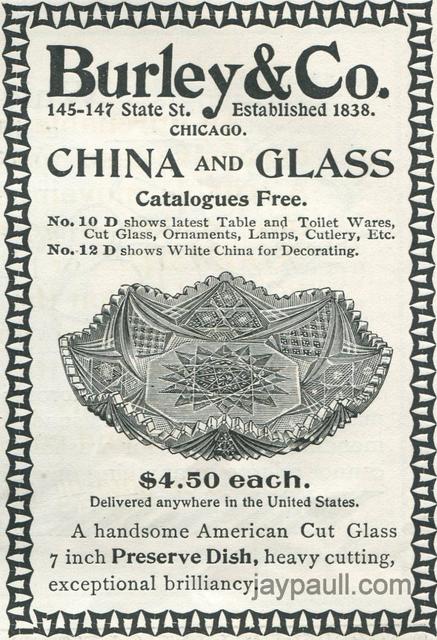 Burley & Co.
145-147 State St. Established 1838.
CHICAGO.
CHINA AND GLASS
Catalogues Free.
No. 10 D shows latest Table and Toilet Wares,
Cut Glass, Ornaments, Lamps, Cutlery, Etc.
No. 12 D shows White China for Decorating.
$4.50 each.
Delivered anywhere in the United States.
A handsome American Cut Glass
7 inch Preserve Dish, heavy cutting,
exceptional brilliancy.
jaypaull.com